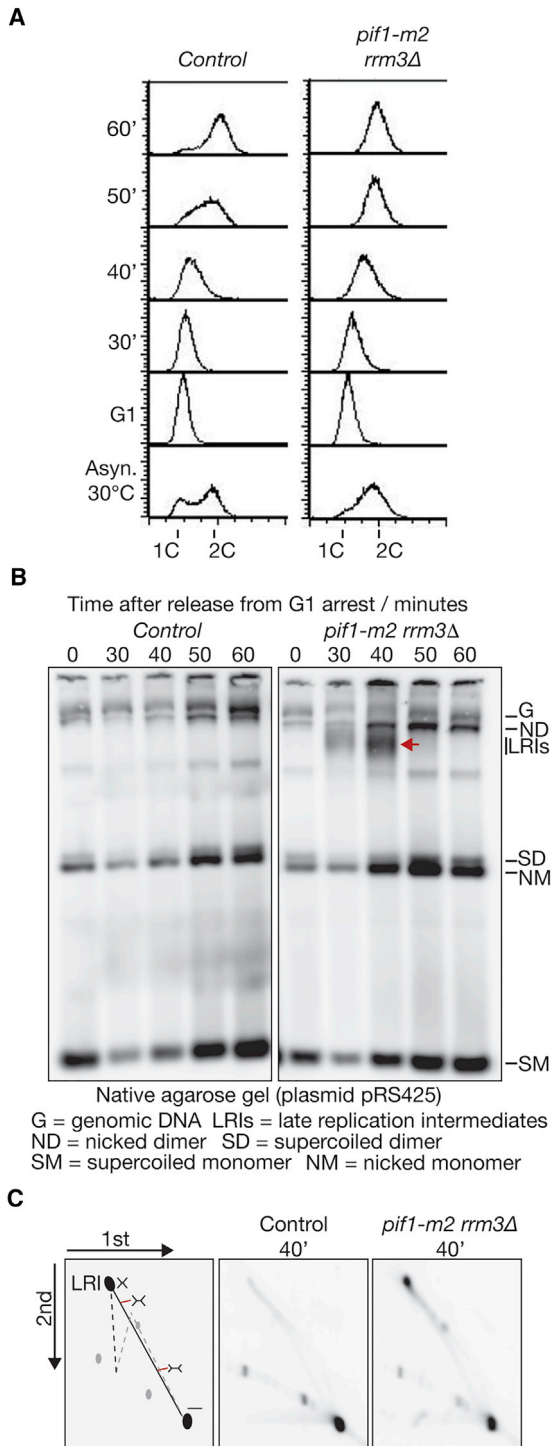 A
Control
pif1-m2
rrm3Δ
60'
50'
40'
30'
G1
Asyn.
30°C
1C 2C 1C 2C
B
Time after release from G1 arrest / minutes
Control pif1-m2 rrm3Δ
0 30 40 50 60 0 30 40 50 60
G
ND
LRIs
SD
NM
SM
Native agarose gel (plasmid pRS425)
G = genomic DNA LRIs = late replication intermediates
ND = nicked dimer SD = supercoiled dimer
SM = supercoiled monomer NM = nicked monomer
C
1st
Control
40'
pif1-m2 rrm3Δ
40'
2nd
LRI